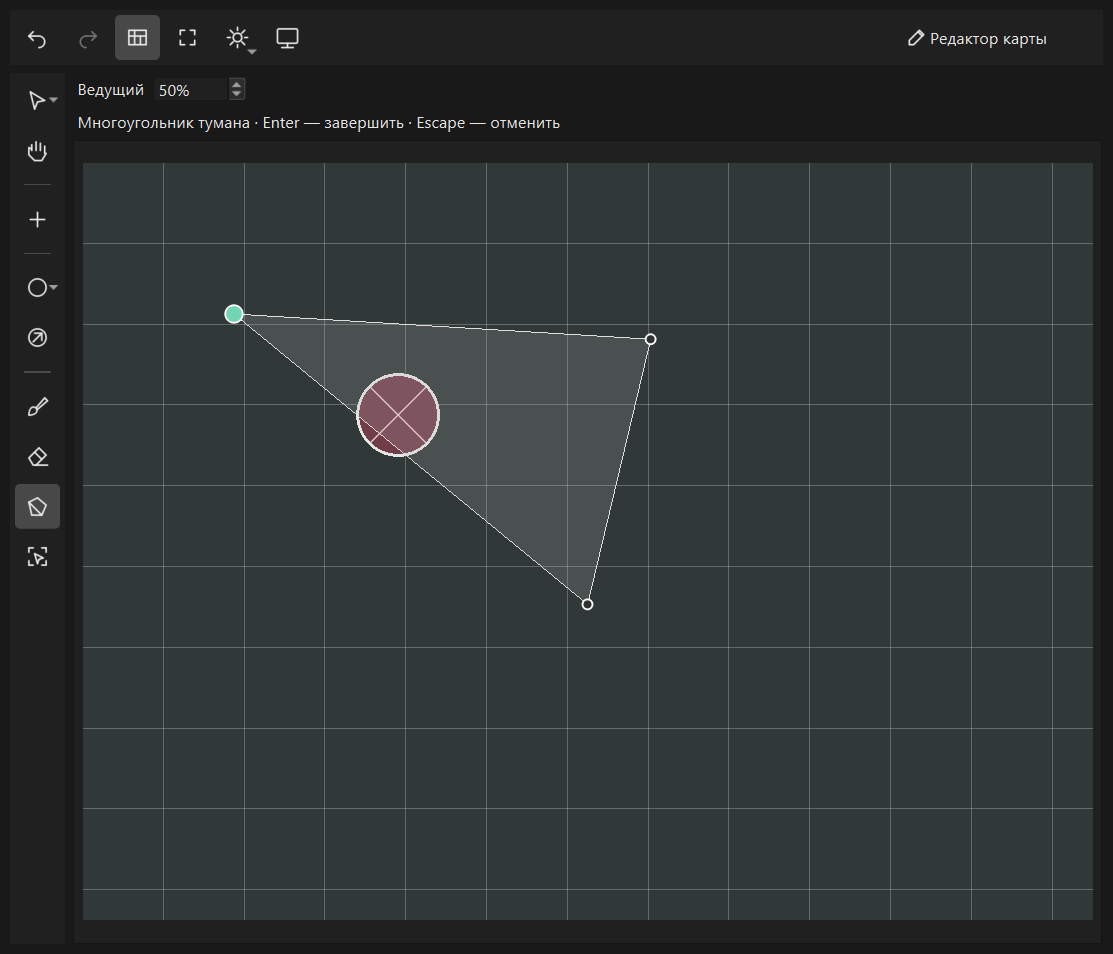 Редактор карты
Ведущий 50%
Многоугольник тумана · Enter — завершить · Escape — отменить